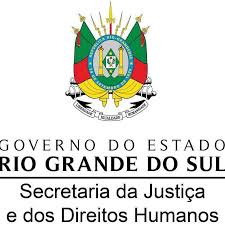 GOVERNO DO ESTADO
RIO GRANDE DO SUL
Secretaria da Justiça
e dos Direitos Humanos